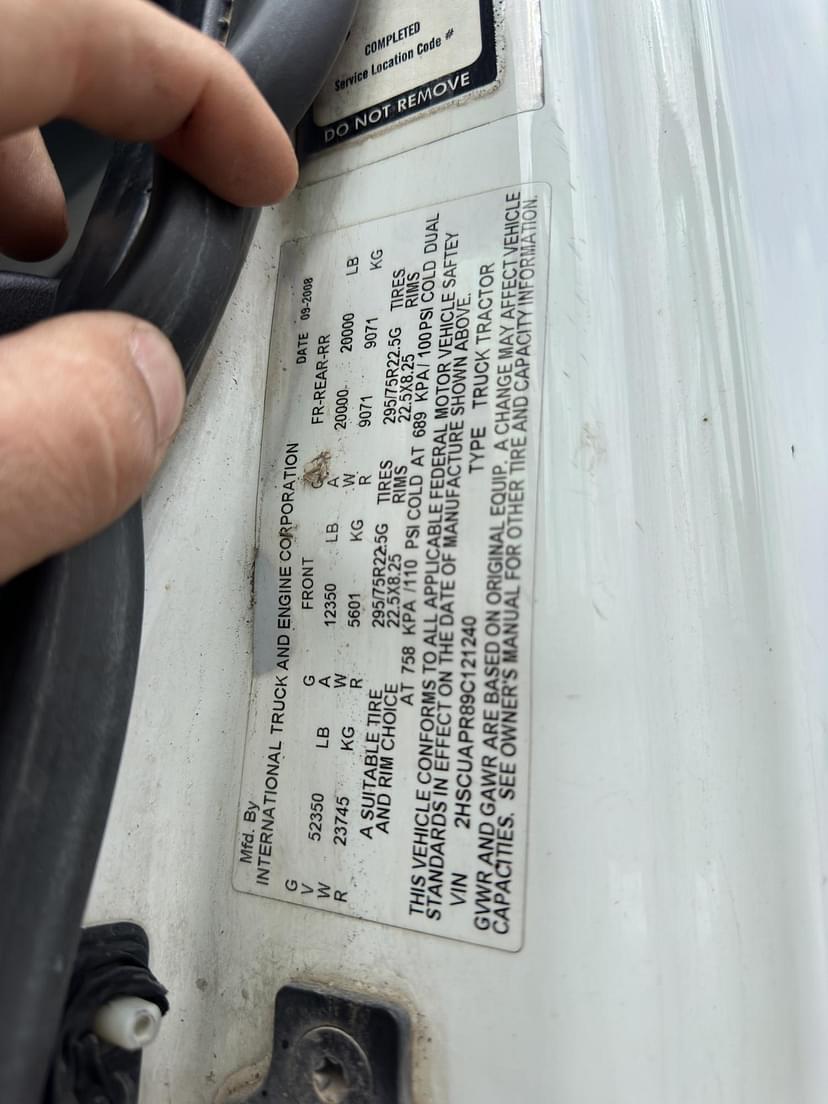 COMPLETED
Service Location Code #
DO NOT REMOVE
Mfd. By
INTERNATIONAL TRUCK AND ENGINE CORPORATION DATE 09-2008
G FRONT G FR-REAR-RR
V 52350 LB A 12350 LB A 20000 20000 LB
W 23745 KG W 5601 KG W 9071 9071 KG
R R R
A SUITABLE TIRE 295/75R22.5G TIRES 295/75R22.5G TIRES
AND RIM CHOICE 22.5X8.25 RIMS 22.5X8.25 RIMS
AT 758 KPA /110 PSI COLD AT 689 KPA/ 100PSI COLD DUAL
THIS VEHICLE CONFORMS TO ALL APPLICABLE FEDERAL MOTOR VEHICLE SAFTEY
STANDARDS IN EFFECT ON THE DATE OF MANUFACTURE SHOWN ABOVE.
VIN 2HSCUAPR89C121240 TYPE TRUCK TRACTOR
GVWR AND GAWR ARE BASED ON ORIGINAL EQUIP. A CHANGE MAY AFFECT VEHICLE
CAPACITIES. SEE OWNER'S MANUAL FOR OTHER TIRE AND CAPACITY INFORMATION.